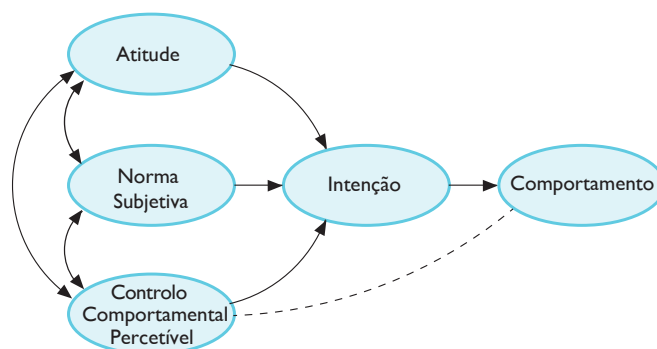 Atitude
Norma
Subjetiva
Intenção
Comportamento
Controlo
Comportamental
Percetível